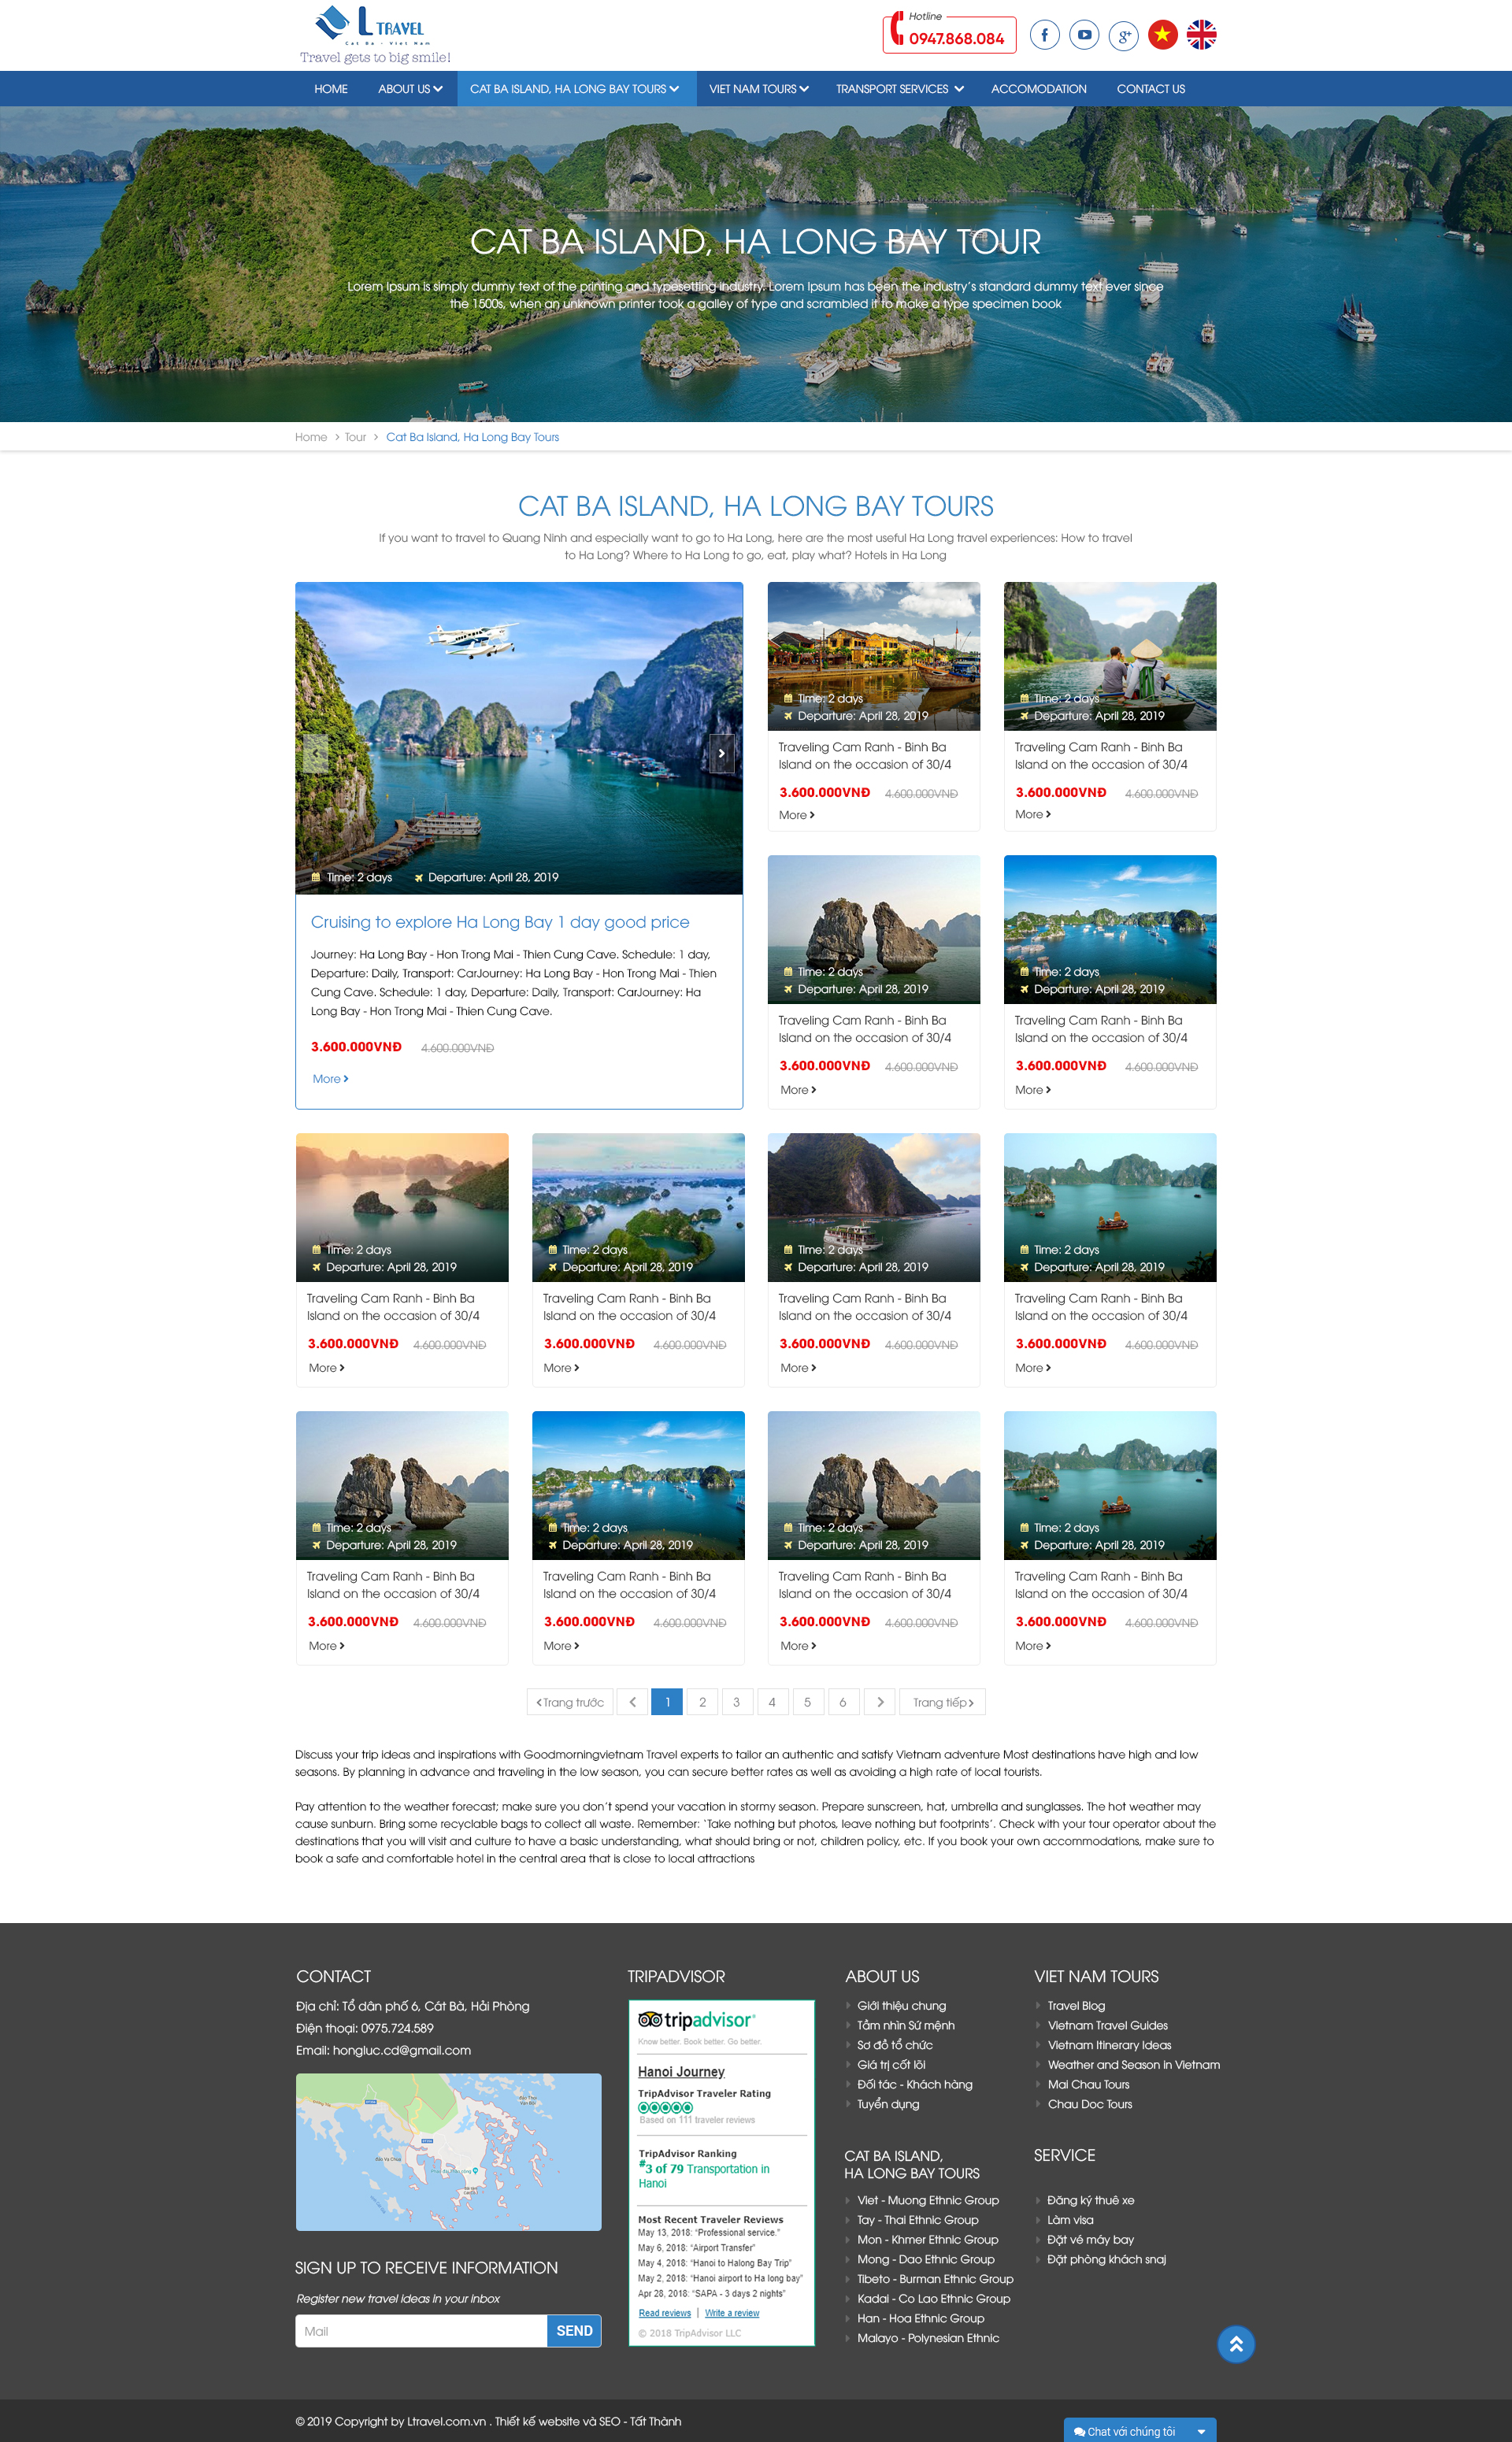 L TRAVEL
Cat Ba - Viet Nam
Travel gets to big smile!
Hotline
0947.868.084
HOME
ABOUT US
CAT BA ISLAND, HA LONG BAY TOURS
VIET NAM TOURS
TRANSPORT SERVICES
ACCOMODATION
CONTACT US
CAT BA ISLAND, HA LONG BAY TOUR
Lorem Ipsum is simply dummy text of the printing and typesetting industry. Lorem Ipsum has been the industry's standard dummy text ever since
the 1500s, when an unknown printer took a galley of type and scrambled it to make a type specimen book
Home > Tour > Cat Ba Island, Ha Long Bay Tours
CAT BA ISLAND, HA LONG BAY TOURS
If you want to travel to Quang Ninh and especially want to go to Ha Long, here are the most useful Ha Long travel experiences: How to travel
to Ha Long? Where to Ha Long to go, eat, play what? Hotels in Ha Long
Time: 2 days Departure: April 28, 2019
Cruising to explore Ha Long Bay 1 day good price
Journey: Ha Long Bay - Hon Trong Mai - Thien Cung Cave. Schedule: 1 day,
Departure: Daily, Transport: CarJourney: Ha Long Bay - Hon Trong Mai - Thien
Cung Cave. Schedule: 1 day, Departure: Daily, Transport: CarJourney: Ha
Long Bay - Hon Trong Mai - Thien Cung Cave.
3.600.000VNĐ 4.600.000VNĐ
More
Time: 2 days
Departure: April 28, 2019
Traveling Cam Ranh - Binh Ba
Island on the occasion of 30/4
3.600.000VNĐ 4.600.000VNĐ
More
Time: 2 days
Departure: April 28, 2019
Traveling Cam Ranh - Binh Ba
Island on the occasion of 30/4
3.600.000VNĐ 4.600.000VNĐ
More
Time: 2 days
Departure: April 28, 2019
Traveling Cam Ranh - Binh Ba
Island on the occasion of 30/4
3.600.000VNĐ 4.600.000VNĐ
More
Time: 2 days
Departure: April 28, 2019
Traveling Cam Ranh - Binh Ba
Island on the occasion of 30/4
3.600.000VNĐ 4.600.000VNĐ
More
Time: 2 days
Departure: April 28, 2019
Traveling Cam Ranh - Binh Ba
Island on the occasion of 30/4
3.600.000VNĐ 4.600.000VNĐ
More
Time: 2 days
Departure: April 28, 2019
Traveling Cam Ranh - Binh Ba
Island on the occasion of 30/4
3.600.000VNĐ 4.600.000VNĐ
More
Time: 2 days
Departure: April 28, 2019
Traveling Cam Ranh - Binh Ba
Island on the occasion of 30/4
3.600.000VNĐ 4.600.000VNĐ
More
Time: 2 days
Departure: April 28, 2019
Traveling Cam Ranh - Binh Ba
Island on the occasion of 30/4
3.600.000VNĐ 4.600.000VNĐ
More
Time: 2 days
Departure: April 28, 2019
Traveling Cam Ranh - Binh Ba
Island on the occasion of 30/4
3.600.000VNĐ 4.600.000VNĐ
More
Time: 2 days
Departure: April 28, 2019
Traveling Cam Ranh - Binh Ba
Island on the occasion of 30/4
3.600.000VNĐ 4.600.000VNĐ
More
Time: 2 days
Departure: April 28, 2019
Traveling Cam Ranh - Binh Ba
Island on the occasion of 30/4
3.600.000VNĐ 4.600.000VNĐ
More
Time: 2 days
Departure: April 28, 2019
Traveling Cam Ranh - Binh Ba
Island on the occasion of 30/4
3.600.000VNĐ 4.600.000VNĐ
More
Trang trước 1 2 3 4 5 6 Trang tiếp
Discuss your trip ideas and inspirations with Goodmorningvietnam Travel experts to tailor an authentic and satisfy Vietnam adventure Most destinations have high and low
seasons. By planning in advance and traveling in the low season, you can secure better rates as well as avoiding a high rate of local tourists.
Pay attention to the weather forecast; make sure you don't spend your vacation in stormy season. Prepare sunscreen, hat, umbrella and sunglasses. The hot weather may
cause sunburn. Bring some recyclable bags to collect all waste. Remember: 'Take nothing but photos, leave nothing but footprints'. Check with your tour operator about the
destinations that you will visit and culture to have a basic understanding, what should bring or not, children policy, etc. If you book your own accommodations, make sure to
book a safe and comfortable hotel in the central area that is close to local attractions
CONTACT
Địa chỉ: Tổ dân phố 6, Cát Bà, Hải Phòng
Điện thoại: 0975.724.589
Email: hongluc.cd@gmail.com
SIGN UP TO RECEIVE INFORMATION
Register new travel ideas in your inbox
Mail
SEND
TRIPADVISOR
tripadvisor
Know better. Book better. Go better.
Hanoi Journey
TripAdvisor Traveler Rating
Based on 111 traveler reviews
TripAdvisor Ranking
#3 of 79 Transportation in
Hanoi
Most Recent Traveler Reviews
May 13, 2018: "Professional service."
May 6, 2018: "Airport Transfer"
May 4, 2018: "Hanoi to Halong Bay Trip"
May 2, 2018: "Hanoi airport to Ha long bay"
Apr 28, 2018: "SAPA - 3 days 2 nights"
Read reviews | Write a review
© 2018 TripAdvisor LLC
ABOUT US
Giới thiệu chung
Tầm nhìn Sứ mệnh
Sơ đồ tổ chức
Giá trị cốt lõi
Đối tác - Khách hàng
Tuyển dụng
VIET NAM TOURS
Travel Blog
Vietnam Travel Guides
Vietnam Itinerary Ideas
Weather and Season in Vietnam
Mai Chau Tours
Chau Doc Tours
CAT BA ISLAND,
HA LONG BAY TOURS
Viet - Muong Ethnic Group
Tay - Thai Ethnic Group
Mon - Khmer Ethnic Group
Mong - Dao Ethnic Group
Tibeto - Burman Ethnic Group
Kadai - Co Lao Ethnic Group
Han - Hoa Ethnic Group
Malayo - Polynesian Ethnic
SERVICE
Đăng ký thuê xe
Làm visa
Đặt vé máy bay
Đặt phòng khách snaj
© 2019 Copyright by Ltravel.com.vn . Thiết kế website và SEO - Tất Thành
Chat với chúng tôi